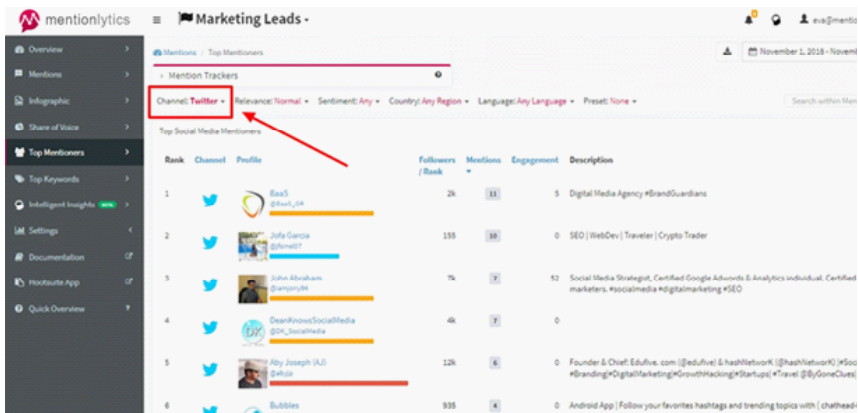 mentionlytics
Marketing Leads
Overview
Mentions / Top Mentioners
November 1, 2018 -
Mentions
Mention Trackers
Infographic
Channel: Twitter Relevance: Normal Sentiment: Any Country: Any Region Language: Any Language Preset: None
Search within
Share of Voice
Top Social Media Mentioners
Top Mentioners
Rank Channel Profile Followers / Rank Mentions Engagement Description
Top Keywords
Intelligent Insights
Settings
Documentation
Hootsuite App
Quick Overview
1 BaaS 2k 11 5 Digital Media Agency #BrandGuardians
2 Jofa Garcia 155 10 0 SEO | WebDev | Traveler | Crypto Trader
3 John Abraham 7k 7 52 Social Media Strategist, Certified Google Adwords & Analytics individual. Certified
@iamjony94 marketers. #socialmedia #digitalmarketing #SEO
4 DeanKnowsSocialMedia 4k 7 0
@DK_SocialMedia
5 Aby Joseph (AJ) 12k 6 0 Founder & Chief: Edufive. com (@edufive) & hashNetworK (@hashNetworK)
#Branding|#DigitalMarketing|#GrowthHacking|#Startups| #Travel (@ByGoneClues)
6 Bubbles 935 4 0 Android App | Follow your favorites hashtags and trending topics with